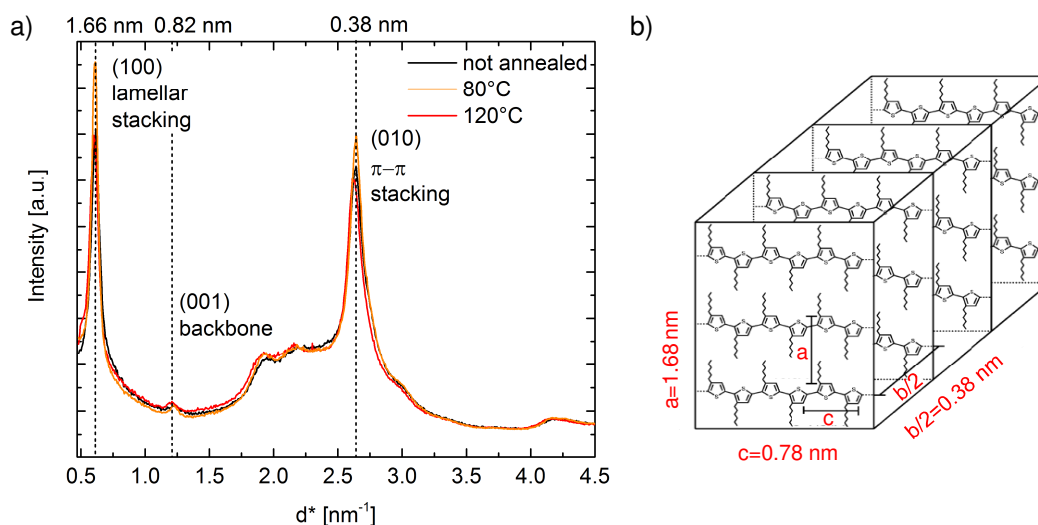 a)
1.66 nm 0.82 nm 0.38 nm
(100)
lamellar
stacking
(001)
backbone
not annealed
80°C
120°C
(010)
π−π
stacking
Intensity [a.u.]
0.5 1.0 1.5 2.0 2.5 3.0 3.5 4.0 4.5
d* [nm⁻¹]
b)
a=1.68nm
a
c
b/2
b/2=0.38 nm
c=0.78 nm